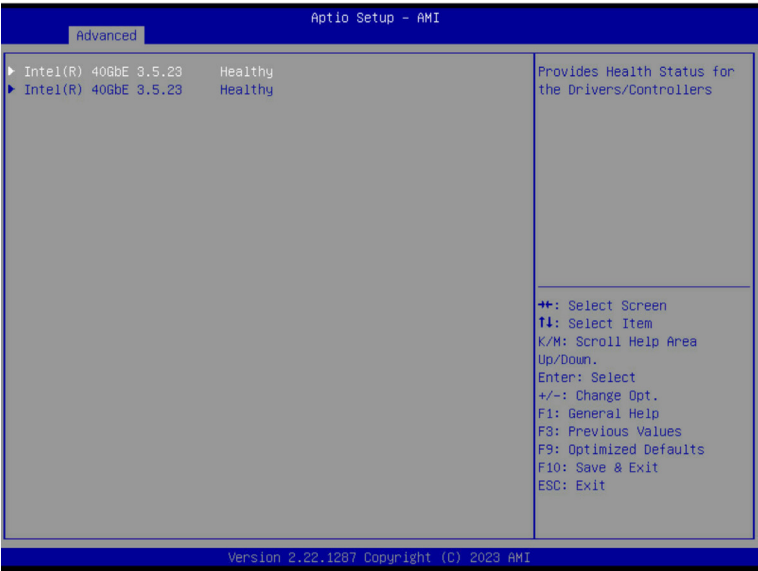 Aptio Setup – AMI
Advanced
Intel(R) 40GbE 3.5.23 Healthy
Intel(R) 40GbE 3.5.23 Healthy
Provides Health Status for
the Drivers/Controllers
→←: Select Screen
↑↓: Select Item
K/M: Scroll Help Area
Up/Down.
Enter: Select
+/-: Change Opt.
F1: General Help
F3: Previous Values
F9: Optimized Defaults
F10: Save & Exit
ESC: Exit
Version 2.22.1287 Copyright (C) 2023 AMI